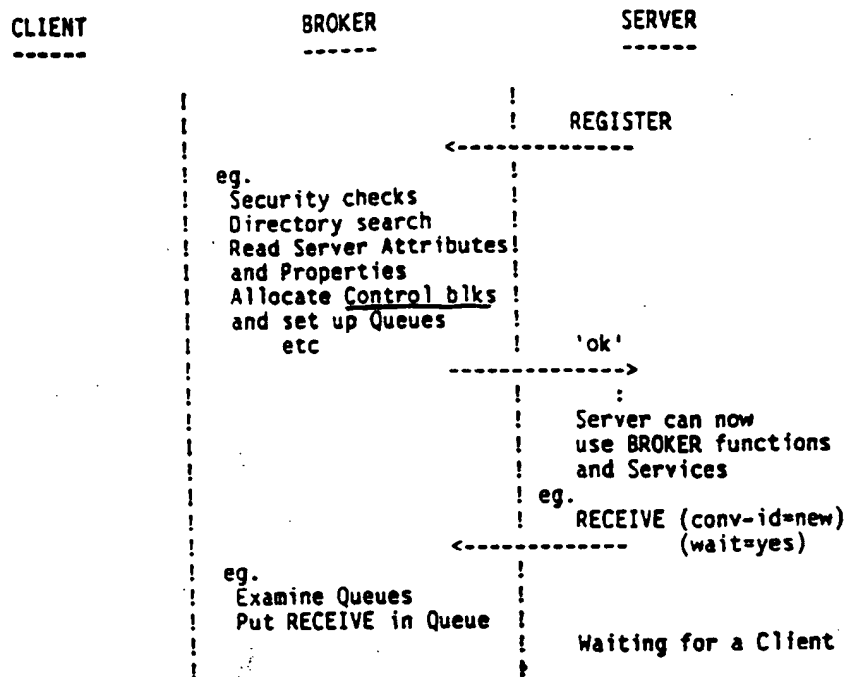 CLIENT BROKER SERVER
------ ------ ------
! !
! ! REGISTER
! <--------------
! eg. !
! Security checks !
! Directory search !
! Read Server Attributes!
! and Properties !
! Allocate Control blks !
! and set up Queues !
! etc ! 'ok'
! -------------->
! ! :
! ! Server can now
! ! use BROKER functions
! ! and Services
! ! eg.
! ! RECEIVE (conv-id=new)
! <------------- (wait=yes)
! eg. !
! Examine Queues !
! Put RECEIVE in Queue !
! ! Waiting for a Client
! !